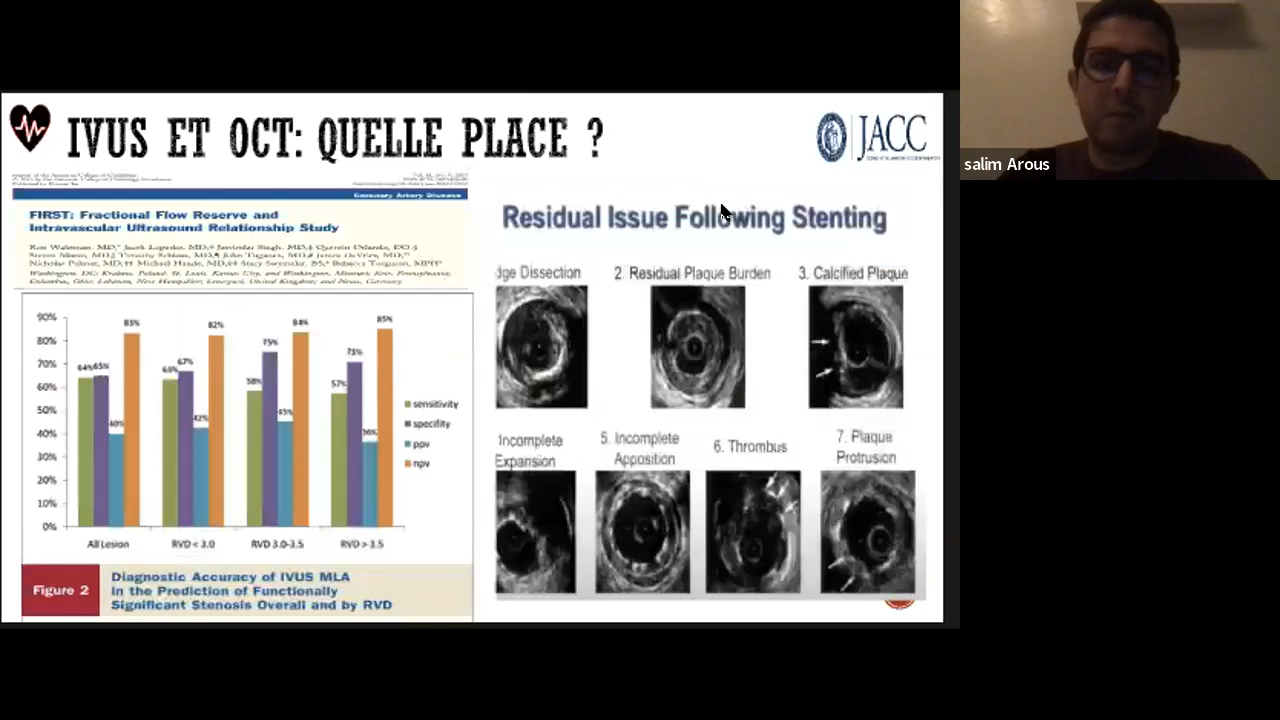 IVUS ET OCT: QUELLE PLACE ?
JACC
salim Arous
Coronary Artery Disease
FIRST: Fractional Flow Reserve and
Intravascular Ultrasound Relationship Study
Residual Issue Following Stenting
dge Dissection
2. Residual Plaque Burden
3. Calcified Plaque
Incomplete
Expansion
5. Incomplete
Apposition
6. Thrombus
7. Plaque
Protrusion
90%
80%
70%
60%
50%
40%
30%
20%
10%
0%
64% 65% 40% 83%
67% 42% 82%
58% 75% 45% 84%
57% 71% 36% 85%
sensitivity
specifity
ppv
npv
All Lesion
RVD < 3.0
RVD 3.0-3.5
RVD > 3.5
Figure 2
Diagnostic Accuracy of IVUS MLA
in the Prediction of Functionally
Significant Stenosis Overall and by RVD